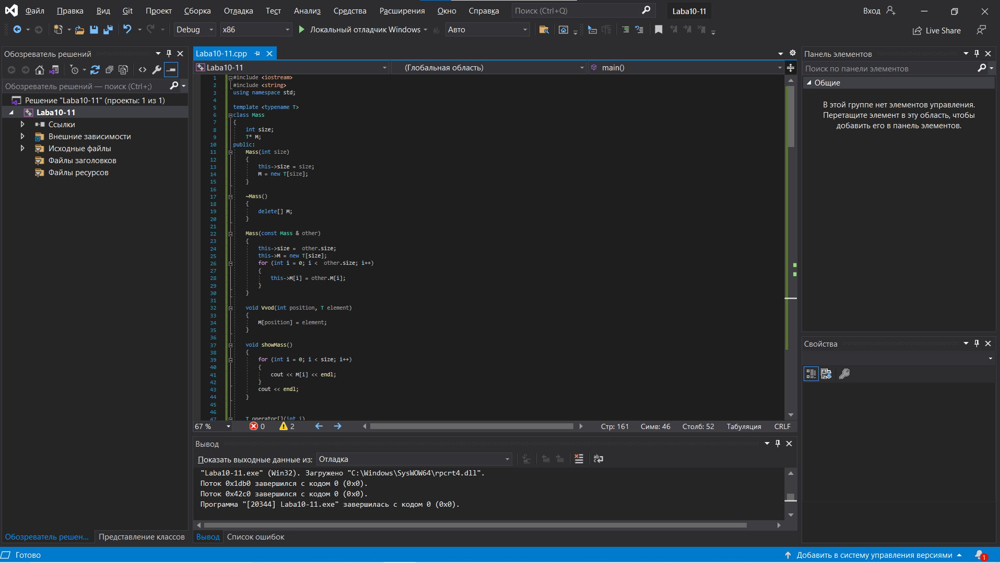 Файл Правка Вид Git Проект Сборка Отладка Тест Анализ Средства Расширения Окно Справка Поиск (Ctrl+Q) Laba10-11 Вход
Debug x86 Локальный отладчик Windows Авто Live Share
Обозреватель решений
Обозреватель решений — поиск (Ctrl+;)
Решение "Laba10-11" (проекты: 1 из 1)
Laba10-11
Ссылки
Внешние зависимости
Исходные файлы
Файлы заголовков
Файлы ресурсов
Обозреватель решен... Представление классов
Laba10-11.cpp
Laba10-11 (Глобальная область) main()
1 #include <iostream>
2 #include <string>
3 using namespace std;
4
5 template <typename T>
6 class Mass
7 {
8 int size;
9 T* M;
10 public:
11 Mass(int size)
12 {
13 this->size = size;
14 M = new T[size];
15 }
16
17 ~Mass()
18 {
19 delete[] M;
20 }
21
22 Mass(const Mass & other)
23 {
24 this->size =  other.size;
25 this->M = new T[size];
26 for (int i = 0; i <  other.size; i++)
27 {
28 this->M[i] = other.M[i];
29 }
30 }
31
32 void Vvod(int position, T element)
33 {
34 M[position] = element;
35 }
36
37 void showMass()
38 {
39 for (int i = 0; i < size; i++)
40 {
41 cout << M[i] << endl;
42 }
43 cout << endl;
44 }
45
46
47 T operator[](int i)
67 % 0 2 Стр: 161 Симв: 46 Столб: 52 Табуляция CRLF
Вывод
Показать выходные данные из: Отладка
"Laba10-11.exe" (Win32). Загружено "C:\Windows\SysWOW64\rpcrt4.dll".
Поток 0x1db0 завершился с кодом 0 (0x0).
Поток 0x42c0 завершился с кодом 0 (0x0).
Программа "[20344] Laba10-11.exe" завершилась с кодом 0 (0x0).
Вывод Список ошибок
Панель элементов
Поиск по панели элементов
Общие
В этой группе нет элементов управления.
Перетащите элемент в эту область, чтобы
добавить его в панель элементов.
Свойства
Готово Добавить в систему управления версиями 1